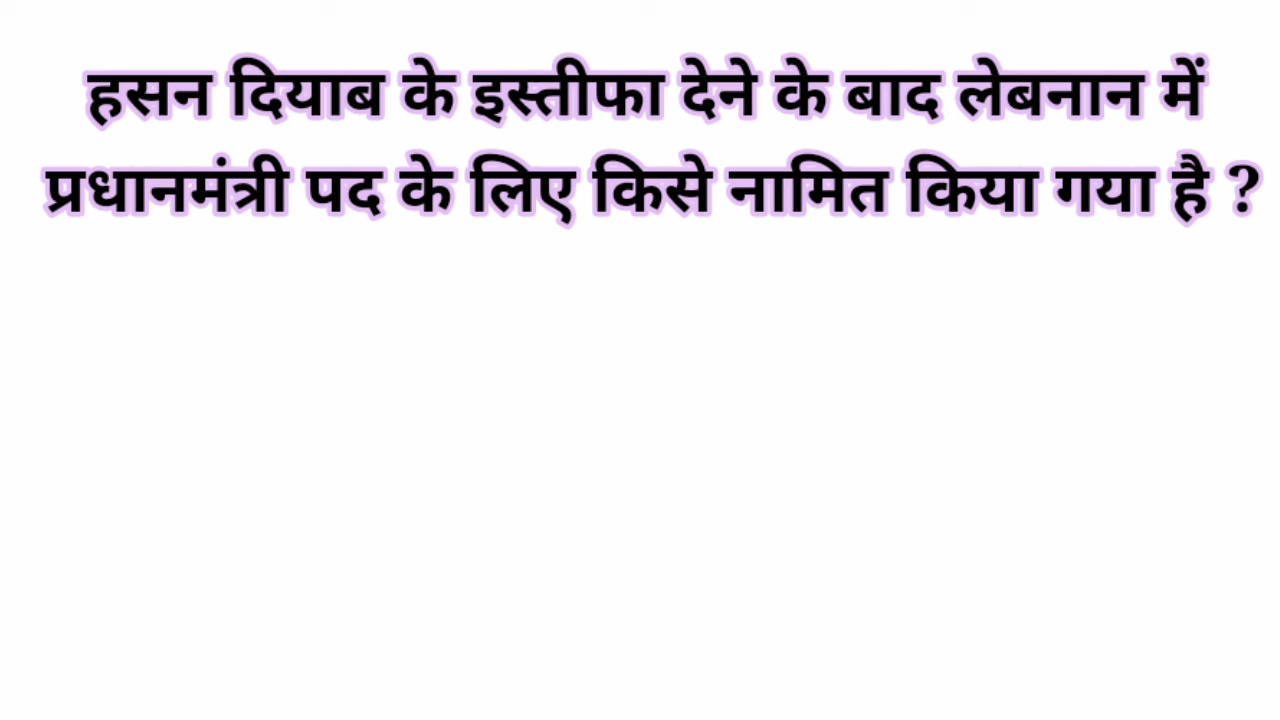 हसन दियाब के इस्तीफा देने के बाद लेबनान में
प्रधानमंत्री पद के लिए किसे नामित किया गया है ?